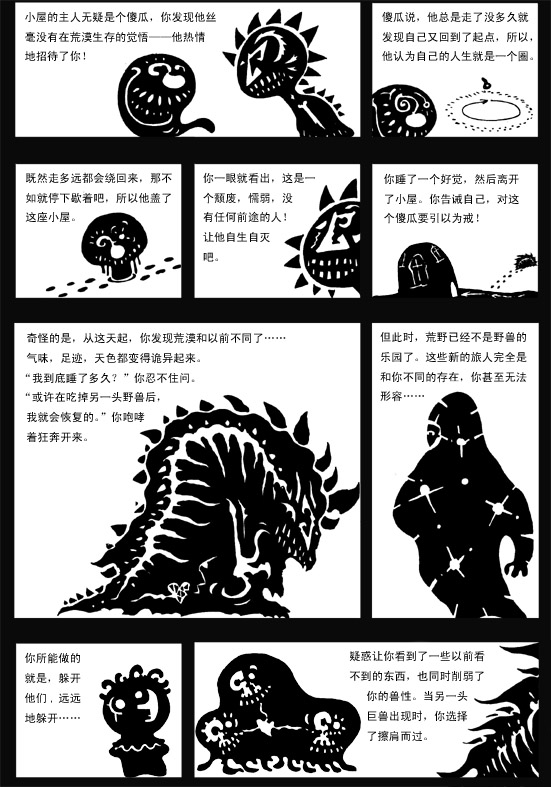 小屋的主人无疑是个傻瓜，你发现他丝
毫没有在荒漠生存的觉悟——他热情
地招待了你！
傻瓜说，他总是走了没多久就
发现自己又回到了起点，所以，
他认为自己的人生就是一个圈。
既然走多远都会绕回来，那不
如就停下歇着吧，所以他盖了
这座小屋。
你一眼就看出，这是一
个颓废，懦弱，没
有任何前途的人！
让他自生自灭
吧。
你睡了一个好觉，然后离开
了小屋。你告诫自己，对这
个傻瓜要引以为戒！
奇怪的是，从这天起，你发现荒漠和以前不同了……
气味，足迹，天色都变得诡异起来。
“我到底睡了多久？”你忍不住问。
“或许在吃掉另一头野兽后，
我就会恢复的。”你咆哮
着狂奔开来。
但此时，荒野已经不是野兽的
乐园了。这些新的旅人完全是
和你不同的存在，你甚至无法
形容……
你所能做的
就是，躲开
他们，远远
地躲开……
疑惑让你看到了一些以前看
不到的东西，也同时削弱了
你的兽性。当另一头
巨兽出现时，你选择
了擦肩而过。